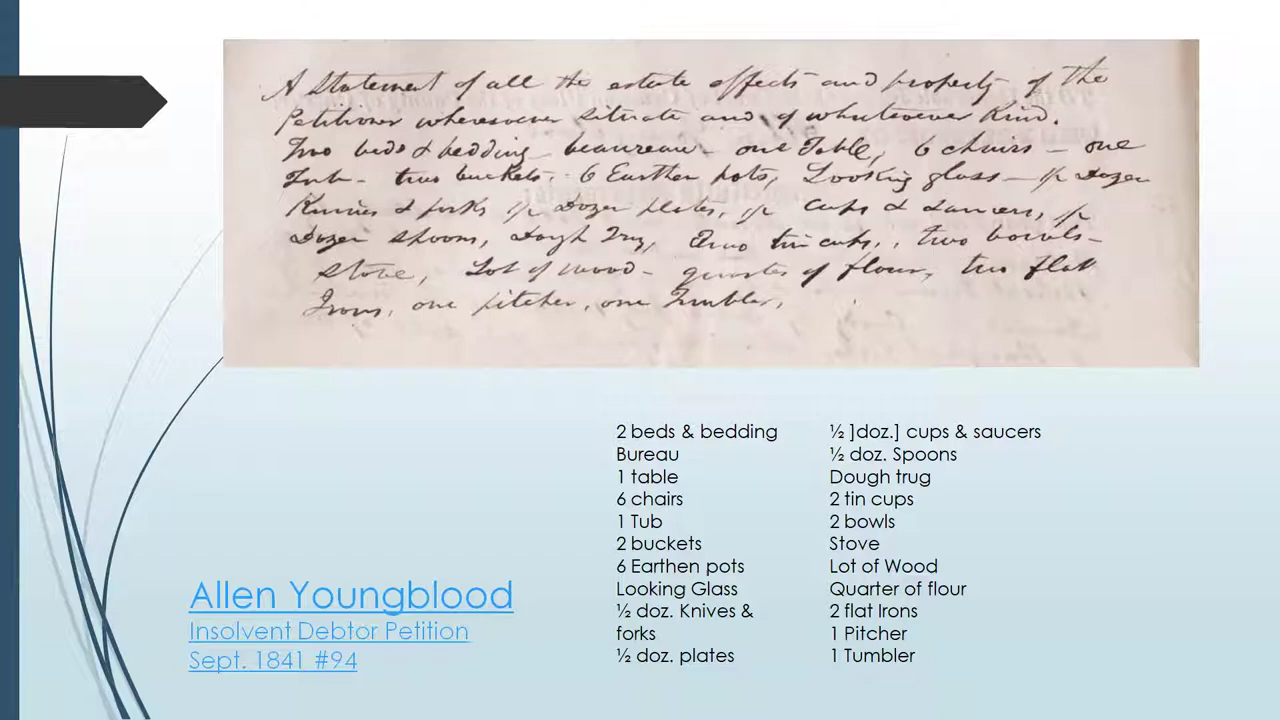 A Statement of all the estate effects and property of the
Petitioner wheresoever situate and of whatsoever Kind.
Two beds & bedding - beaureau - one Table, 6 chairs - one
Tub - two buckets, - 6 Earthen pots, Looking glass - ½ Dozen
Knives & forks ½ Dozen plates, ½ Cups & Saucers, ½
Dozen Spoons, Dough Trug, Two tin cups, two bowls -
Stove, Lot of wood - quarter of flour, two flat
Irons, one pitcher, one Tumbler,
2 beds & bedding
Bureau
1 table
6 chairs
1 Tub
2 buckets
6 Earthen pots
Looking Glass
½ doz. Knives &
forks
½ doz. plates
½ ]doz.] cups & saucers
½ doz. Spoons
Dough trug
2 tin cups
2 bowls
Stove
Lot of Wood
Quarter of flour
2 flat Irons
1 Pitcher
1 Tumbler
Allen Youngblood
Insolvent Debtor Petition
Sept. 1841 #94